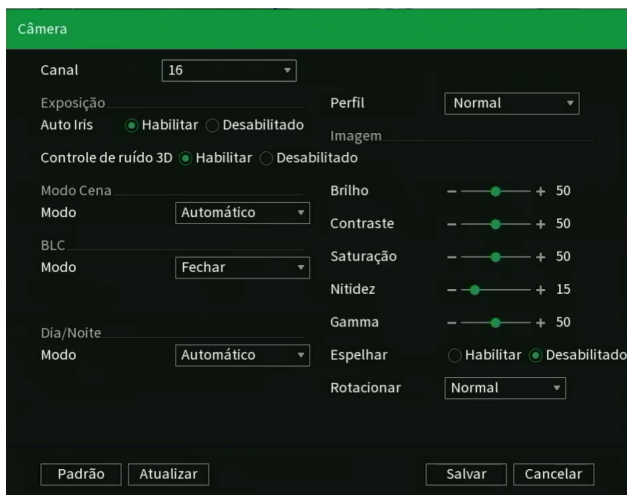 Câmera
Canal 16
Exposição
Perfil Normal
Auto Iris Habilitar Desabilitado
Imagem
Controle de ruído 3D Habilitar Desabilitado
Modo Cena
Brilho - + 50
Modo Automático
Contraste - + 50
BLC
Saturação - + 50
Modo Fechar
Nitidez - + 15
Gamma - + 50
Dia/Noite
Modo Automático
Espelhar Habilitar Desabilitado
Rotacionar Normal
Padrão Atualizar Salvar Cancelar